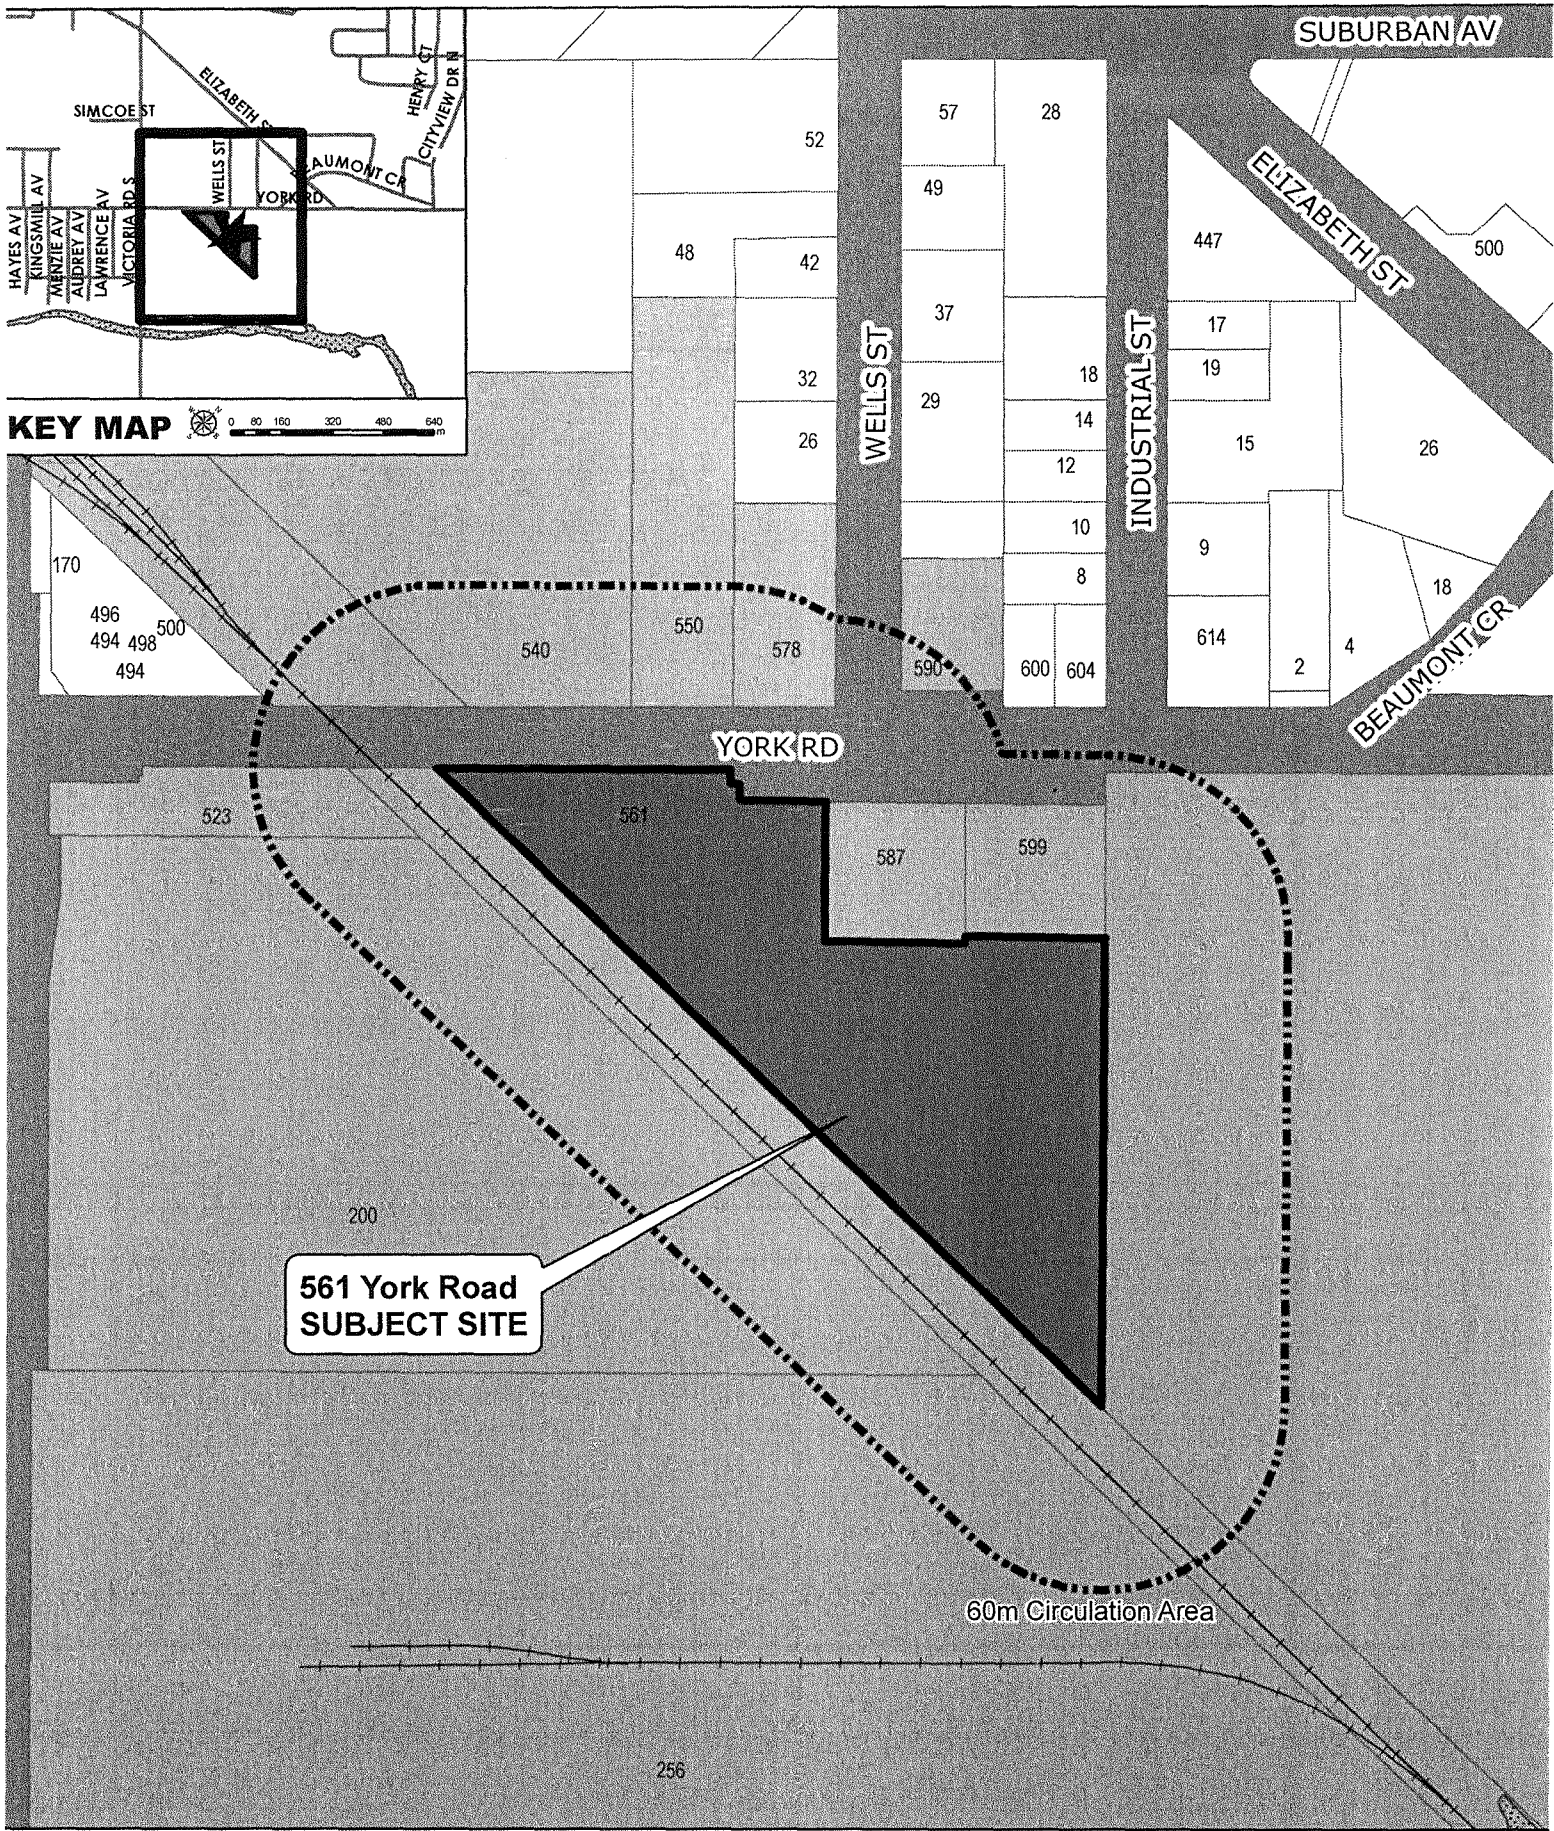 SUBURBAN AV
HENRY CT
CITYVIEW DR N
ELIZABETH ST
SIMCOE ST
WELLS ST
BEAUMONT CR
YORK RD
HAYES AV
KINGSMILL AV
MENZIE AV
AUDREY AV
LAWRENCE AV
VICTORIA RD S
KEY MAP
0 80 160 320 480 640
m
52
57
28
49
48
42
447
ELIZABETH ST
500
37
17
32
WELLS ST
29
18
INDUSTRIAL ST
19
26
14
12
15
26
10
9
8
18
170
496
494 498 500
494
540
550
578
590
600
604
614
2
4
BEAUMONT CR
YORK RD
523
561
587
599
200
561 York Road
SUBJECT SITE
60m Circulation Area
256